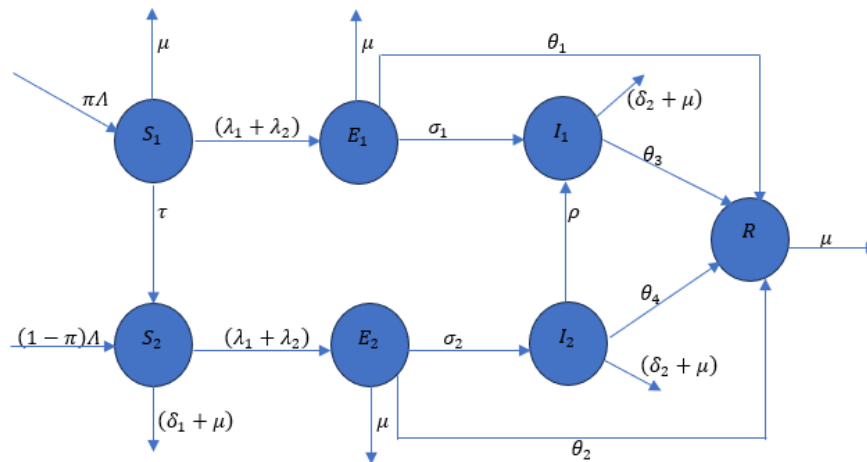 μ μ θ₁
πΛ (δ₂ + μ)
S₁ (λ₁ + λ₂) E₁ σ₁ I₁
θ₃
τ ρ R μ
θ₄
(1 − π)Λ S₂ (λ₁ + λ₂) E₂ σ₂ I₂
(δ₂ + μ)
(δ₁ + μ) μ
θ₂